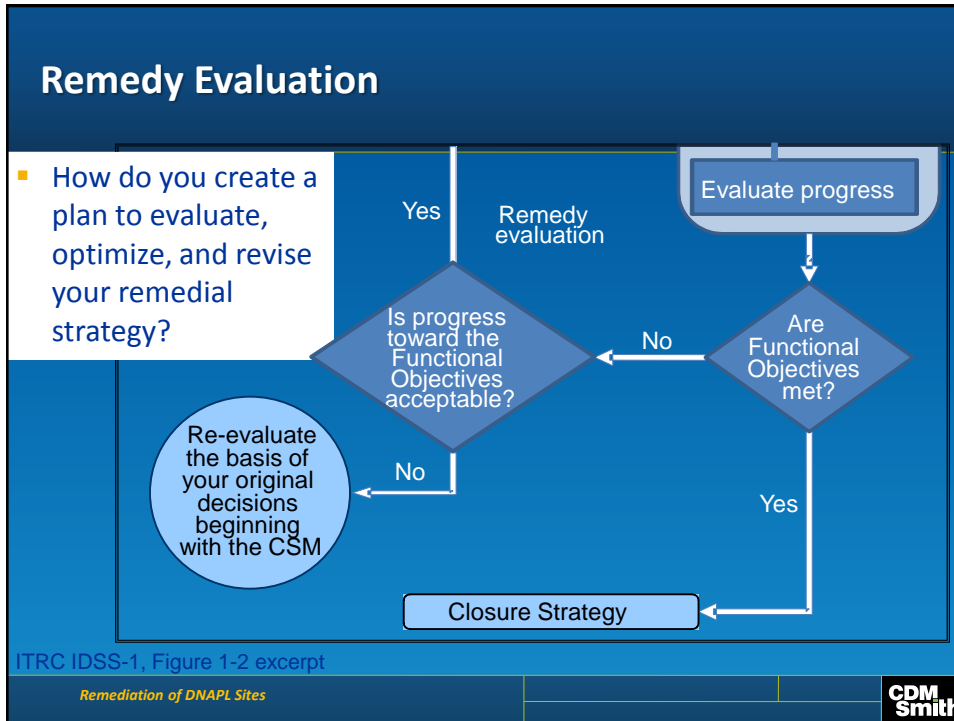 Remedy Evaluation
▪ How do you create a
plan to evaluate,
optimize, and revise
your remedial
strategy?
Evaluate progress
Yes
Remedy
evaluation
Is progress
toward the
Functional
Objectives
acceptable?
No
Are
Functional
Objectives
met?
Re-evaluate
the basis of
your original
decisions
beginning
with the CSM
No
Yes
Closure Strategy
ITRC IDSS-1, Figure 1-2 excerpt
Remediation of DNAPL Sites
CDM
Smith